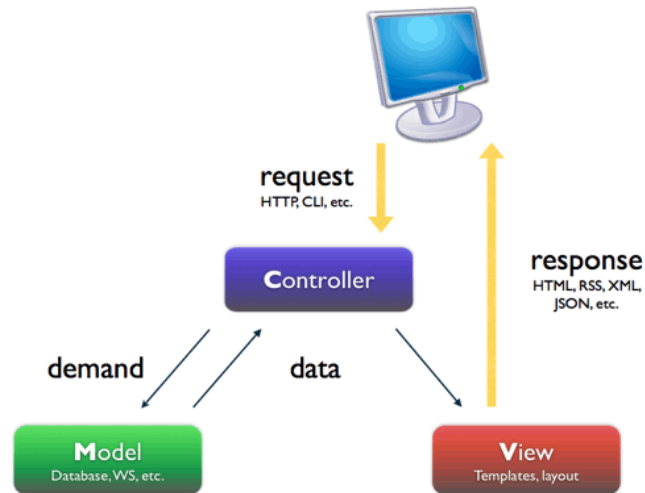 request
HTTP, CLI, etc.
Controller
response
HTML, RSS, XML,
JSON, etc.
demand
data
Model
Database, WS, etc.
View
Templates, layout